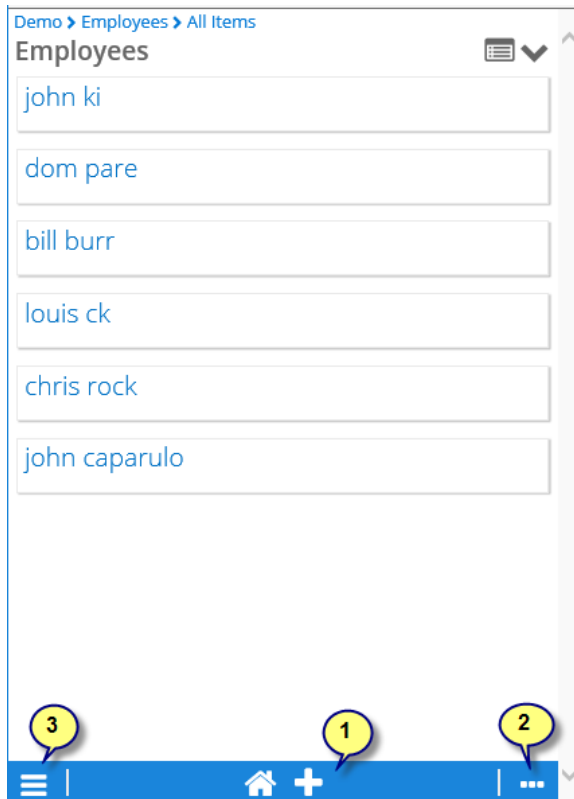 Demo > Employees > All Items
Employees
john ki
dom pare
bill burr
louis ck
chris rock
john caparulo
3
1
2